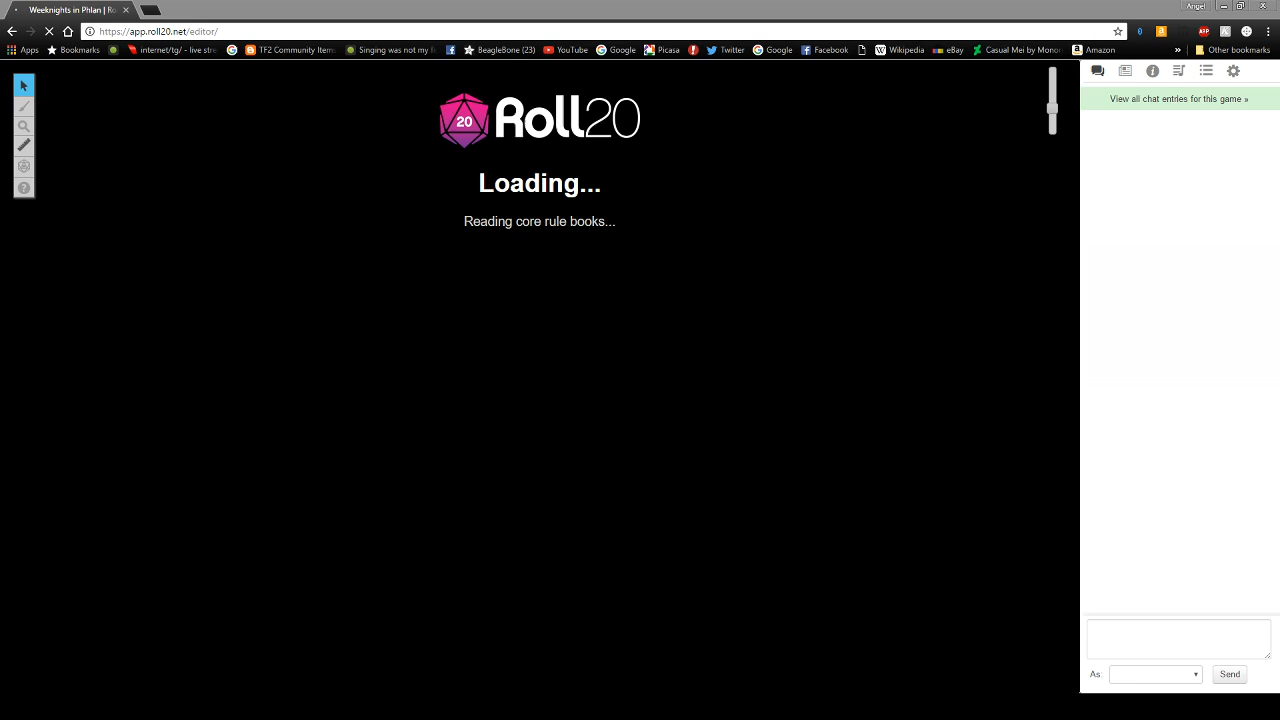 Weeknights in Phlan | Ro
Angel
https://app.roll20.net/editor/
Apps Bookmarks internet/tg/ - live stre TF2 Community Item Singing was not my f BeagleBone (23) YouTube Google Picasa Twitter Google Facebook Wikipedia eBay Casual Mei by Mono Amazon » Other bookmarks
20 Roll20
Loading...
Reading core rule books...
View all chat entries for this game »
As:
Send